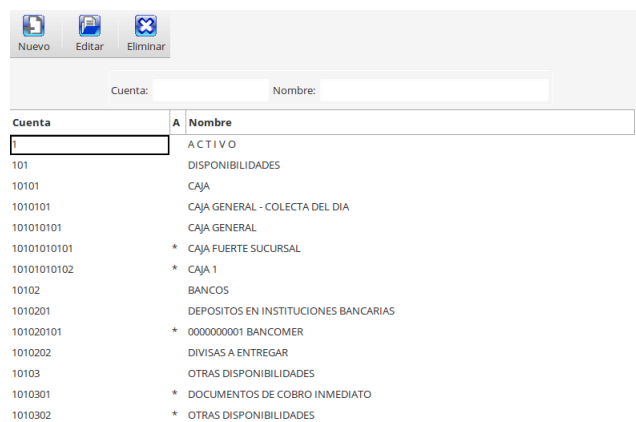 Nuevo Editar Eliminar
Cuenta: Nombre:
Cuenta A Nombre
1 A C T I V O
101 DISPONIBILIDADES
10101 CAJA
1010101 CAJA GENERAL - COLECTA DEL DIA
101010101 CAJA GENERAL
10101010101 * CAJA FUERTE SUCURSAL
10101010102 * CAJA 1
10102 BANCOS
1010201 DEPOSITOS EN INSTITUCIONES BANCARIAS
101020101 * 0000000001 BANCOMER
1010202 DIVISAS A ENTREGAR
10103 OTRAS DISPONIBILIDADES
1010301 * DOCUMENTOS DE COBRO INMEDIATO
1010302 * OTRAS DISPONIBILIDADES